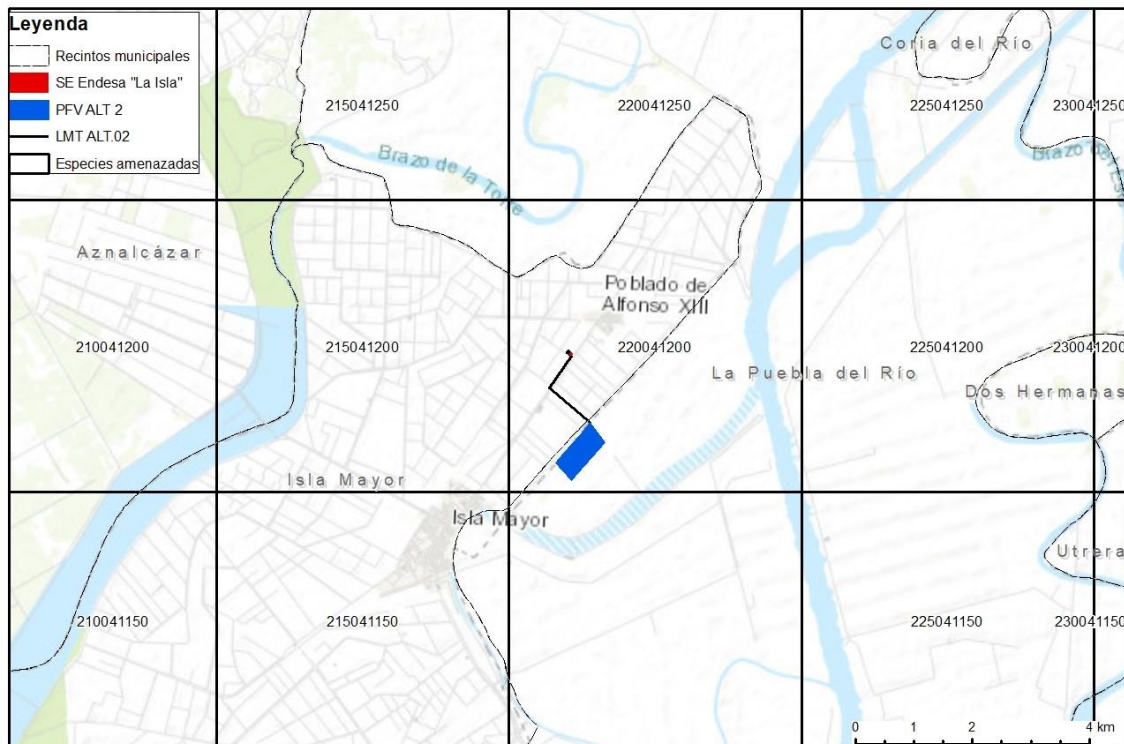 Leyenda
Recintos municipales
SE Endesa "La Isla"
PFV ALT 2
LMT ALT.02
Especies amenazadas
Coria del Río
215041250
220041250
225041250
230041250
Brazo de la Torre
Aznalcázar
Poblado de
Alfonso XIII
210041200
215041200
220041200
225041200
230041200
La Puebla del Río
Dos Hermanas
Isla Mayor
Isla Mayor
Utrera
210041150
215041150
225041150
230041150
0 1 2 4 km